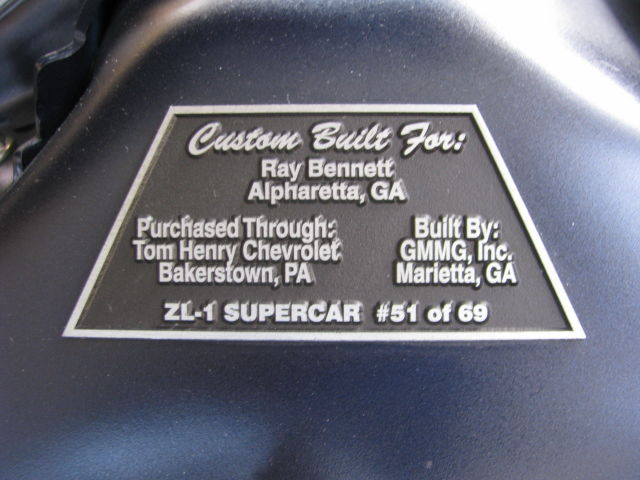 Custom Built For:
Ray Bennett
Alpharetta, GA
Purchased Through:
Tom Henry Chevrolet
Bakerstown, PA
Built By:
GMMG, Inc.
Marietta, GA
ZL-1 SUPERCAR #51 of 69